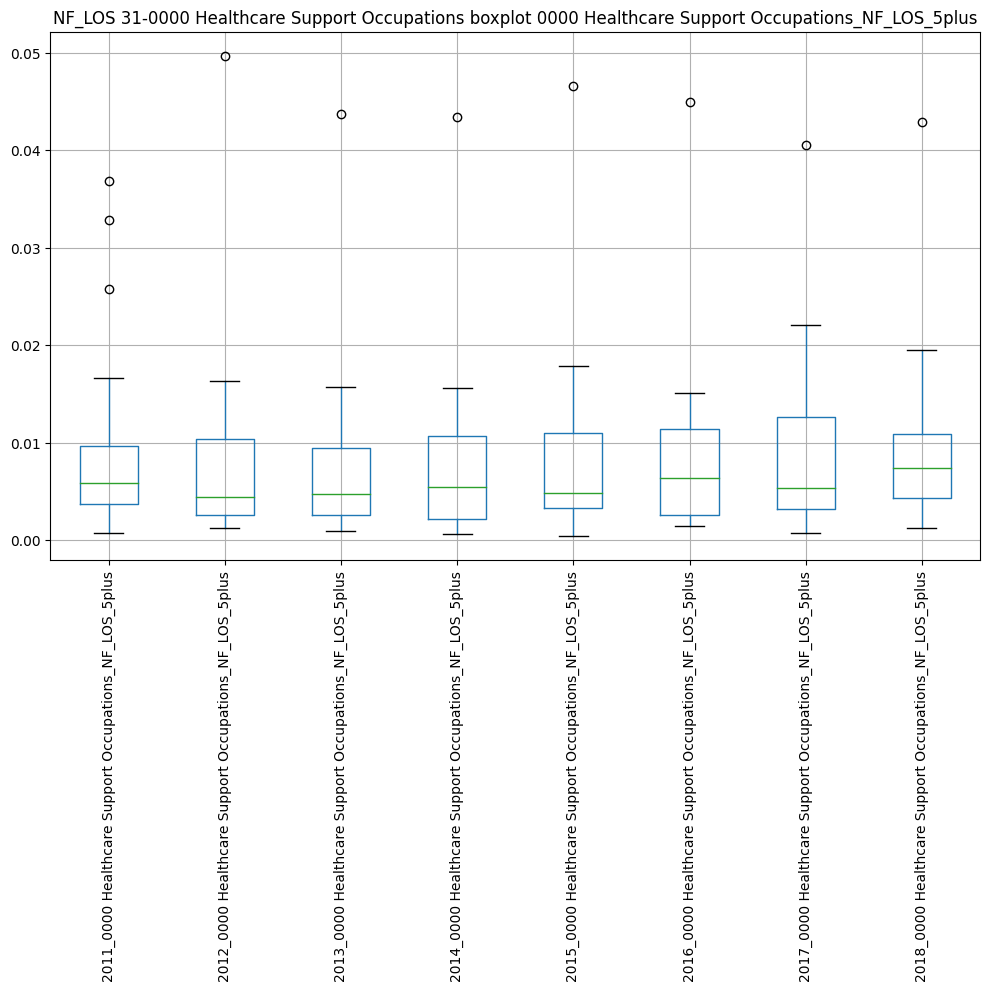 NF_LOS 31-0000 Healthcare Support Occupations boxplot 0000 Healthcare Support Occupations_NF_LOS_5plus
0.05
0.04
0.03
0.02
0.01
0.00
2011_0000 Healthcare Support Occupations_NF_LOS_5plus
2012_0000 Healthcare Support Occupations_NF_LOS_5plus
2013_0000 Healthcare Support Occupations_NF_LOS_5plus
2014_0000 Healthcare Support Occupations_NF_LOS_5plus
2015_0000 Healthcare Support Occupations_NF_LOS_5plus
2016_0000 Healthcare Support Occupations_NF_LOS_5plus
2017_0000 Healthcare Support Occupations_NF_LOS_5plus
2018_0000 Healthcare Support Occupations_NF_LOS_5plus